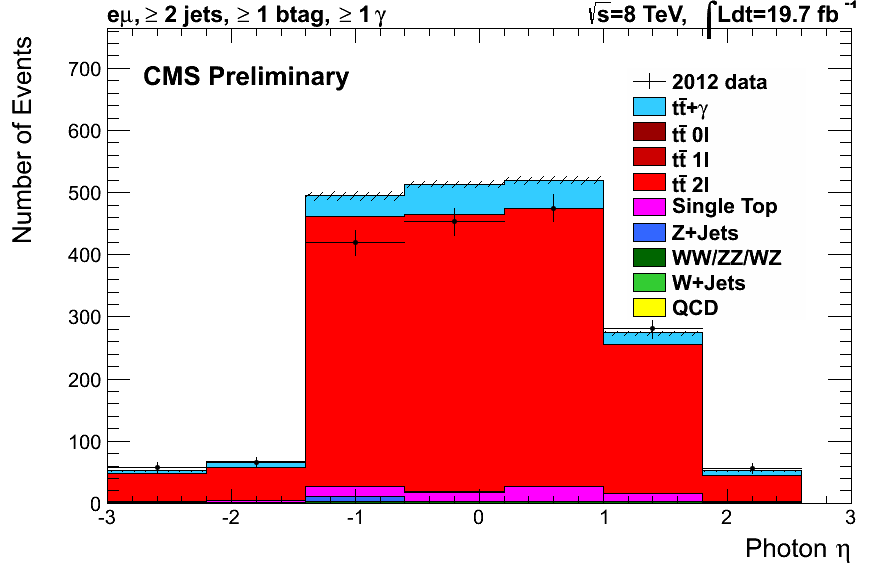 eμ, ≥ 2 jets, ≥ 1 btag, ≥ 1 γ
√s=8 TeV, ∫Ldt=19.7 fb⁻¹
CMS Preliminary
2012 data
tt̄+γ
tt̄ 0l
tt̄ 1l
tt̄ 2l
Single Top
Z+Jets
WW/ZZ/WZ
W+Jets
QCD
Number of Events
700
600
500
400
300
200
100
0
-3 -2 -1 0 1 2 3
Photon η